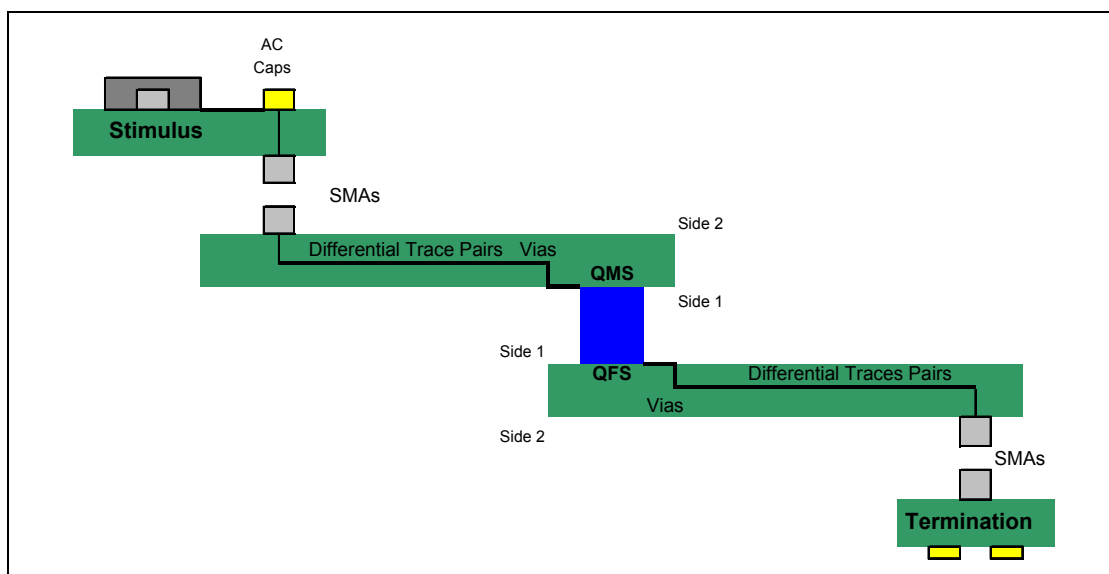 AC
Caps
Stimulus
SMAs
Side 2
Differential Trace Pairs Vias
QMS
Side 1
Side 1
QFS
Differential Traces Pairs
Vias
Side 2
SMAs
Termination